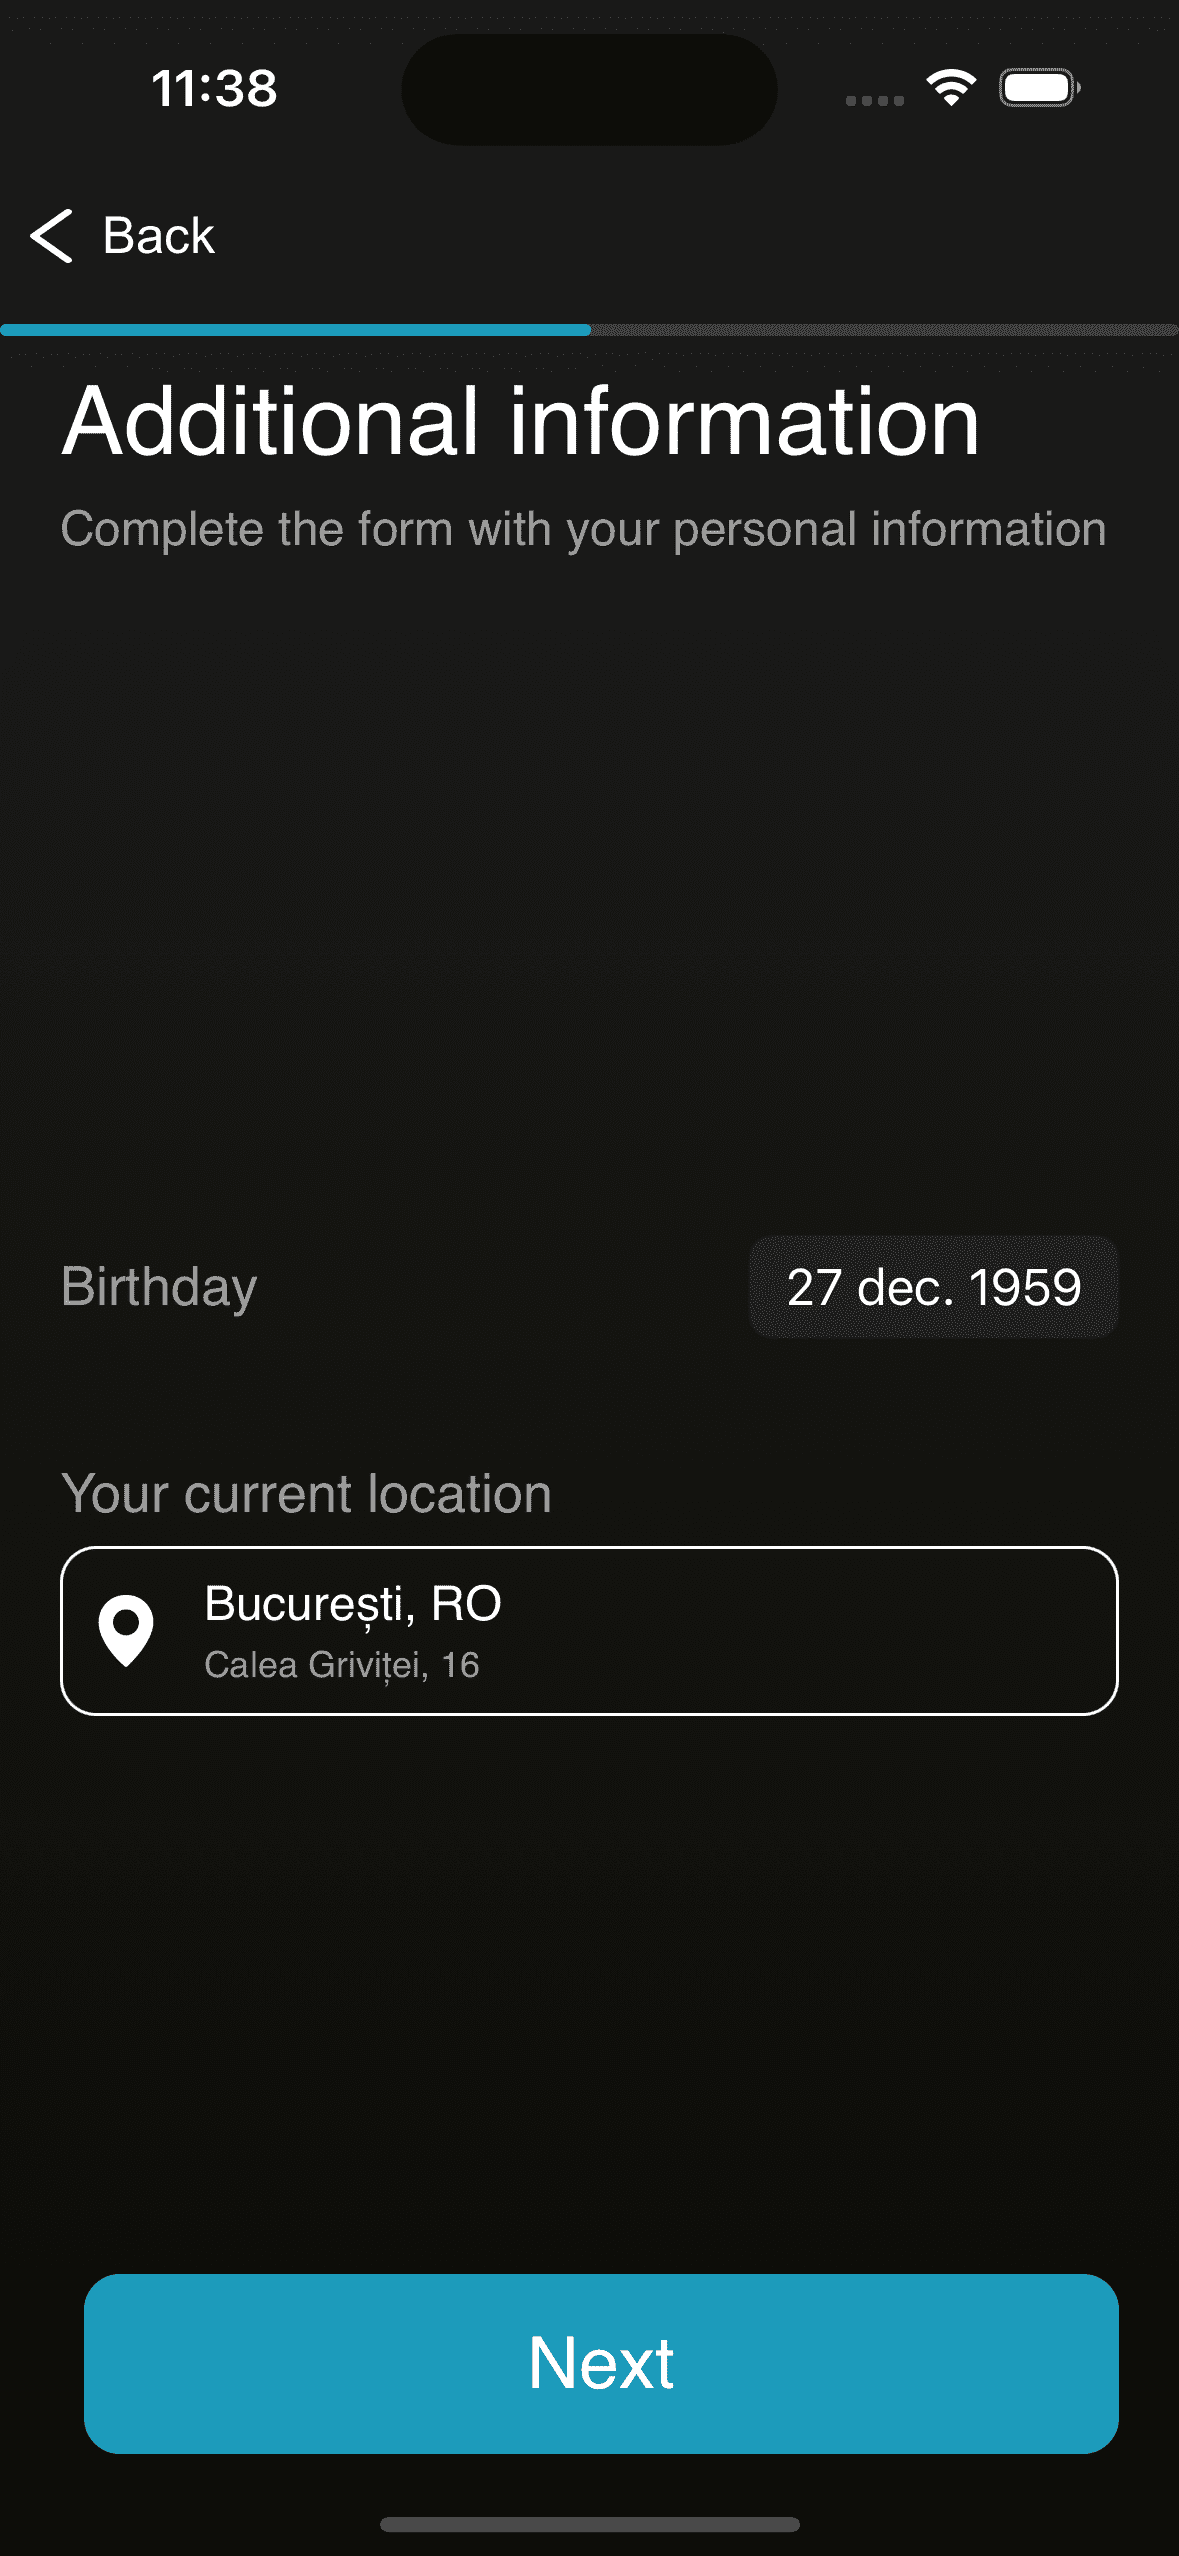 11:38
Back
Additional information
Complete the form with your personal information
Birthday
27 dec. 1959
Your current location
București, RO
Calea Griviței, 16
Next